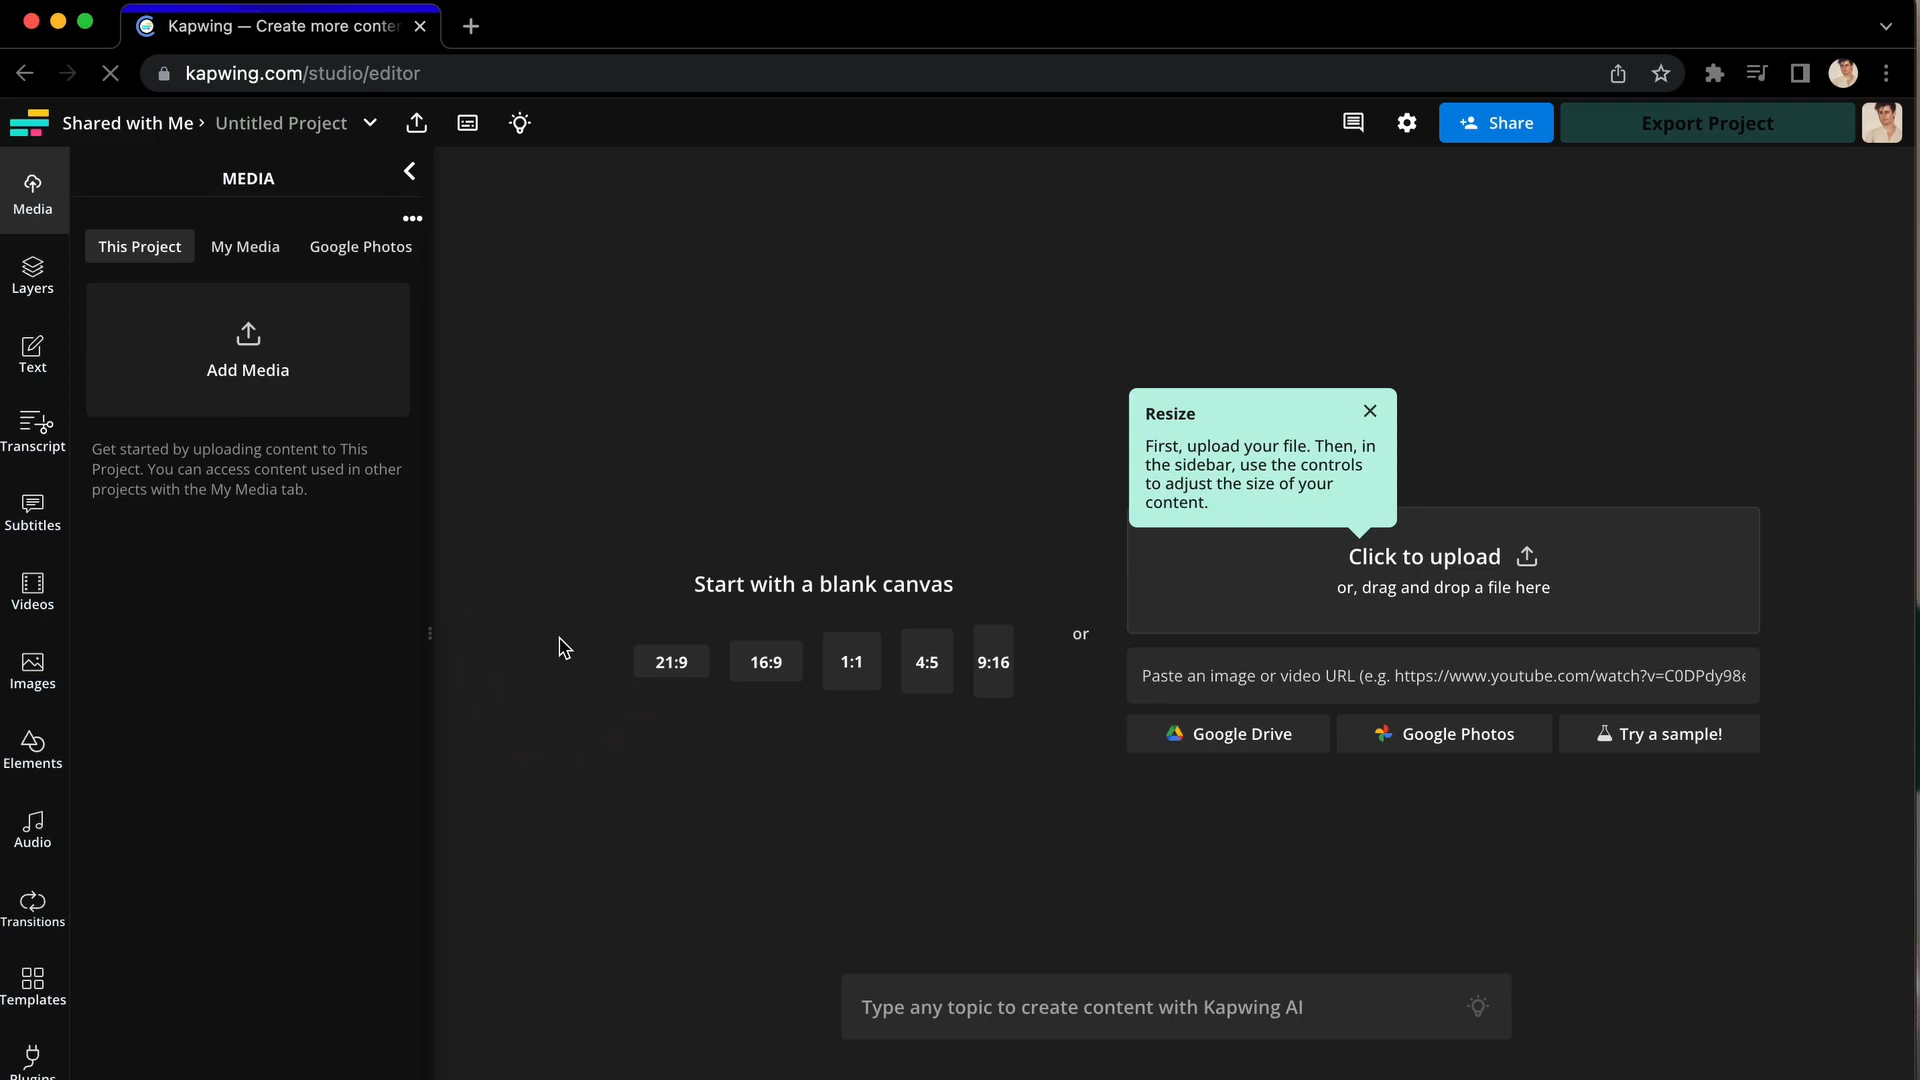 Kapwing — Create more conter
kapwing.com/studio/editor
Shared with Me › Untitled Project
Share
Export Project
Media
Layers
Text
Transcript
Subtitles
Videos
Images
Elements
Audio
Transitions
Templates
Plugins
MEDIA
This Project
My Media
Google Photos
Add Media
Get started by uploading content to This
Project. You can access content used in other
projects with the My Media tab.
Start with a blank canvas
21:9
16:9
1:1
4:5
9:16
or
Resize
First, upload your file. Then, in
the sidebar, use the controls
to adjust the size of your
content.
Click to upload
or, drag and drop a file here
Paste an image or video URL (e.g. https://www.youtube.com/watch?v=C0DPdy98e
Google Drive
Google Photos
Try a sample!
Type any topic to create content with Kapwing AI